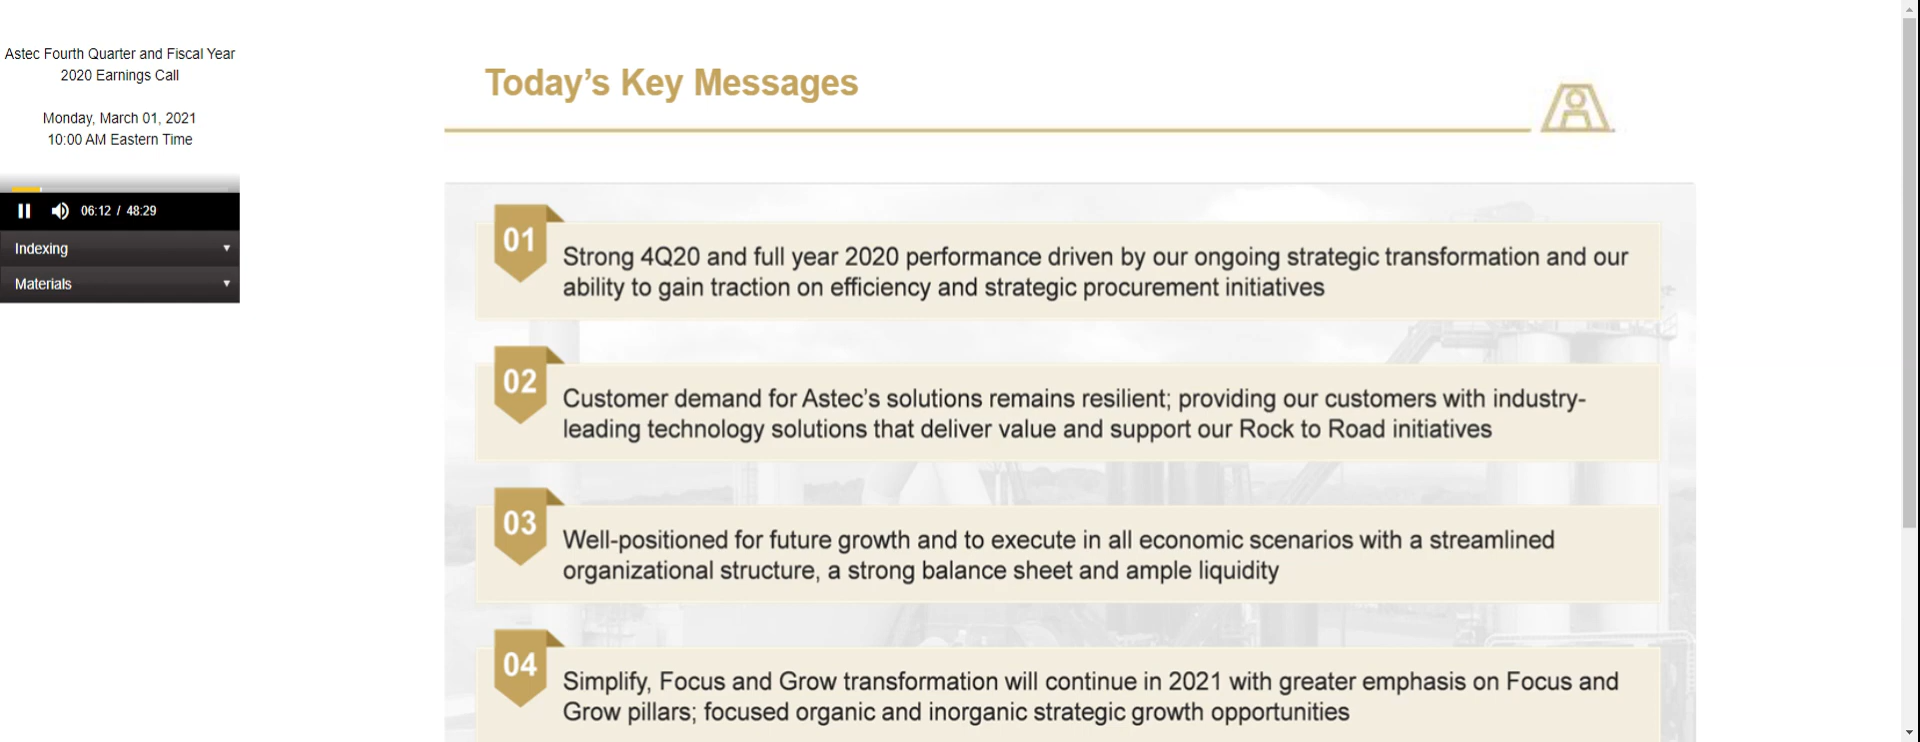 Astec Fourth Quarter and Fiscal Year
2020 Earnings Call
Monday, March 01, 2021
10:00 AM Eastern Time
06:12 / 48:29
Indexing
Materials
Today's Key Messages
01
Strong 4Q20 and full year 2020 performance driven by our ongoing strategic transformation and our
ability to gain traction on efficiency and strategic procurement initiatives
02
Customer demand for Astec's solutions remains resilient; providing our customers with industry-
leading technology solutions that deliver value and support our Rock to Road initiatives
03
Well-positioned for future growth and to execute in all economic scenarios with a streamlined
organizational structure, a strong balance sheet and ample liquidity
04
Simplify, Focus and Grow transformation will continue in 2021 with greater emphasis on Focus and
Grow pillars; focused organic and inorganic strategic growth opportunities